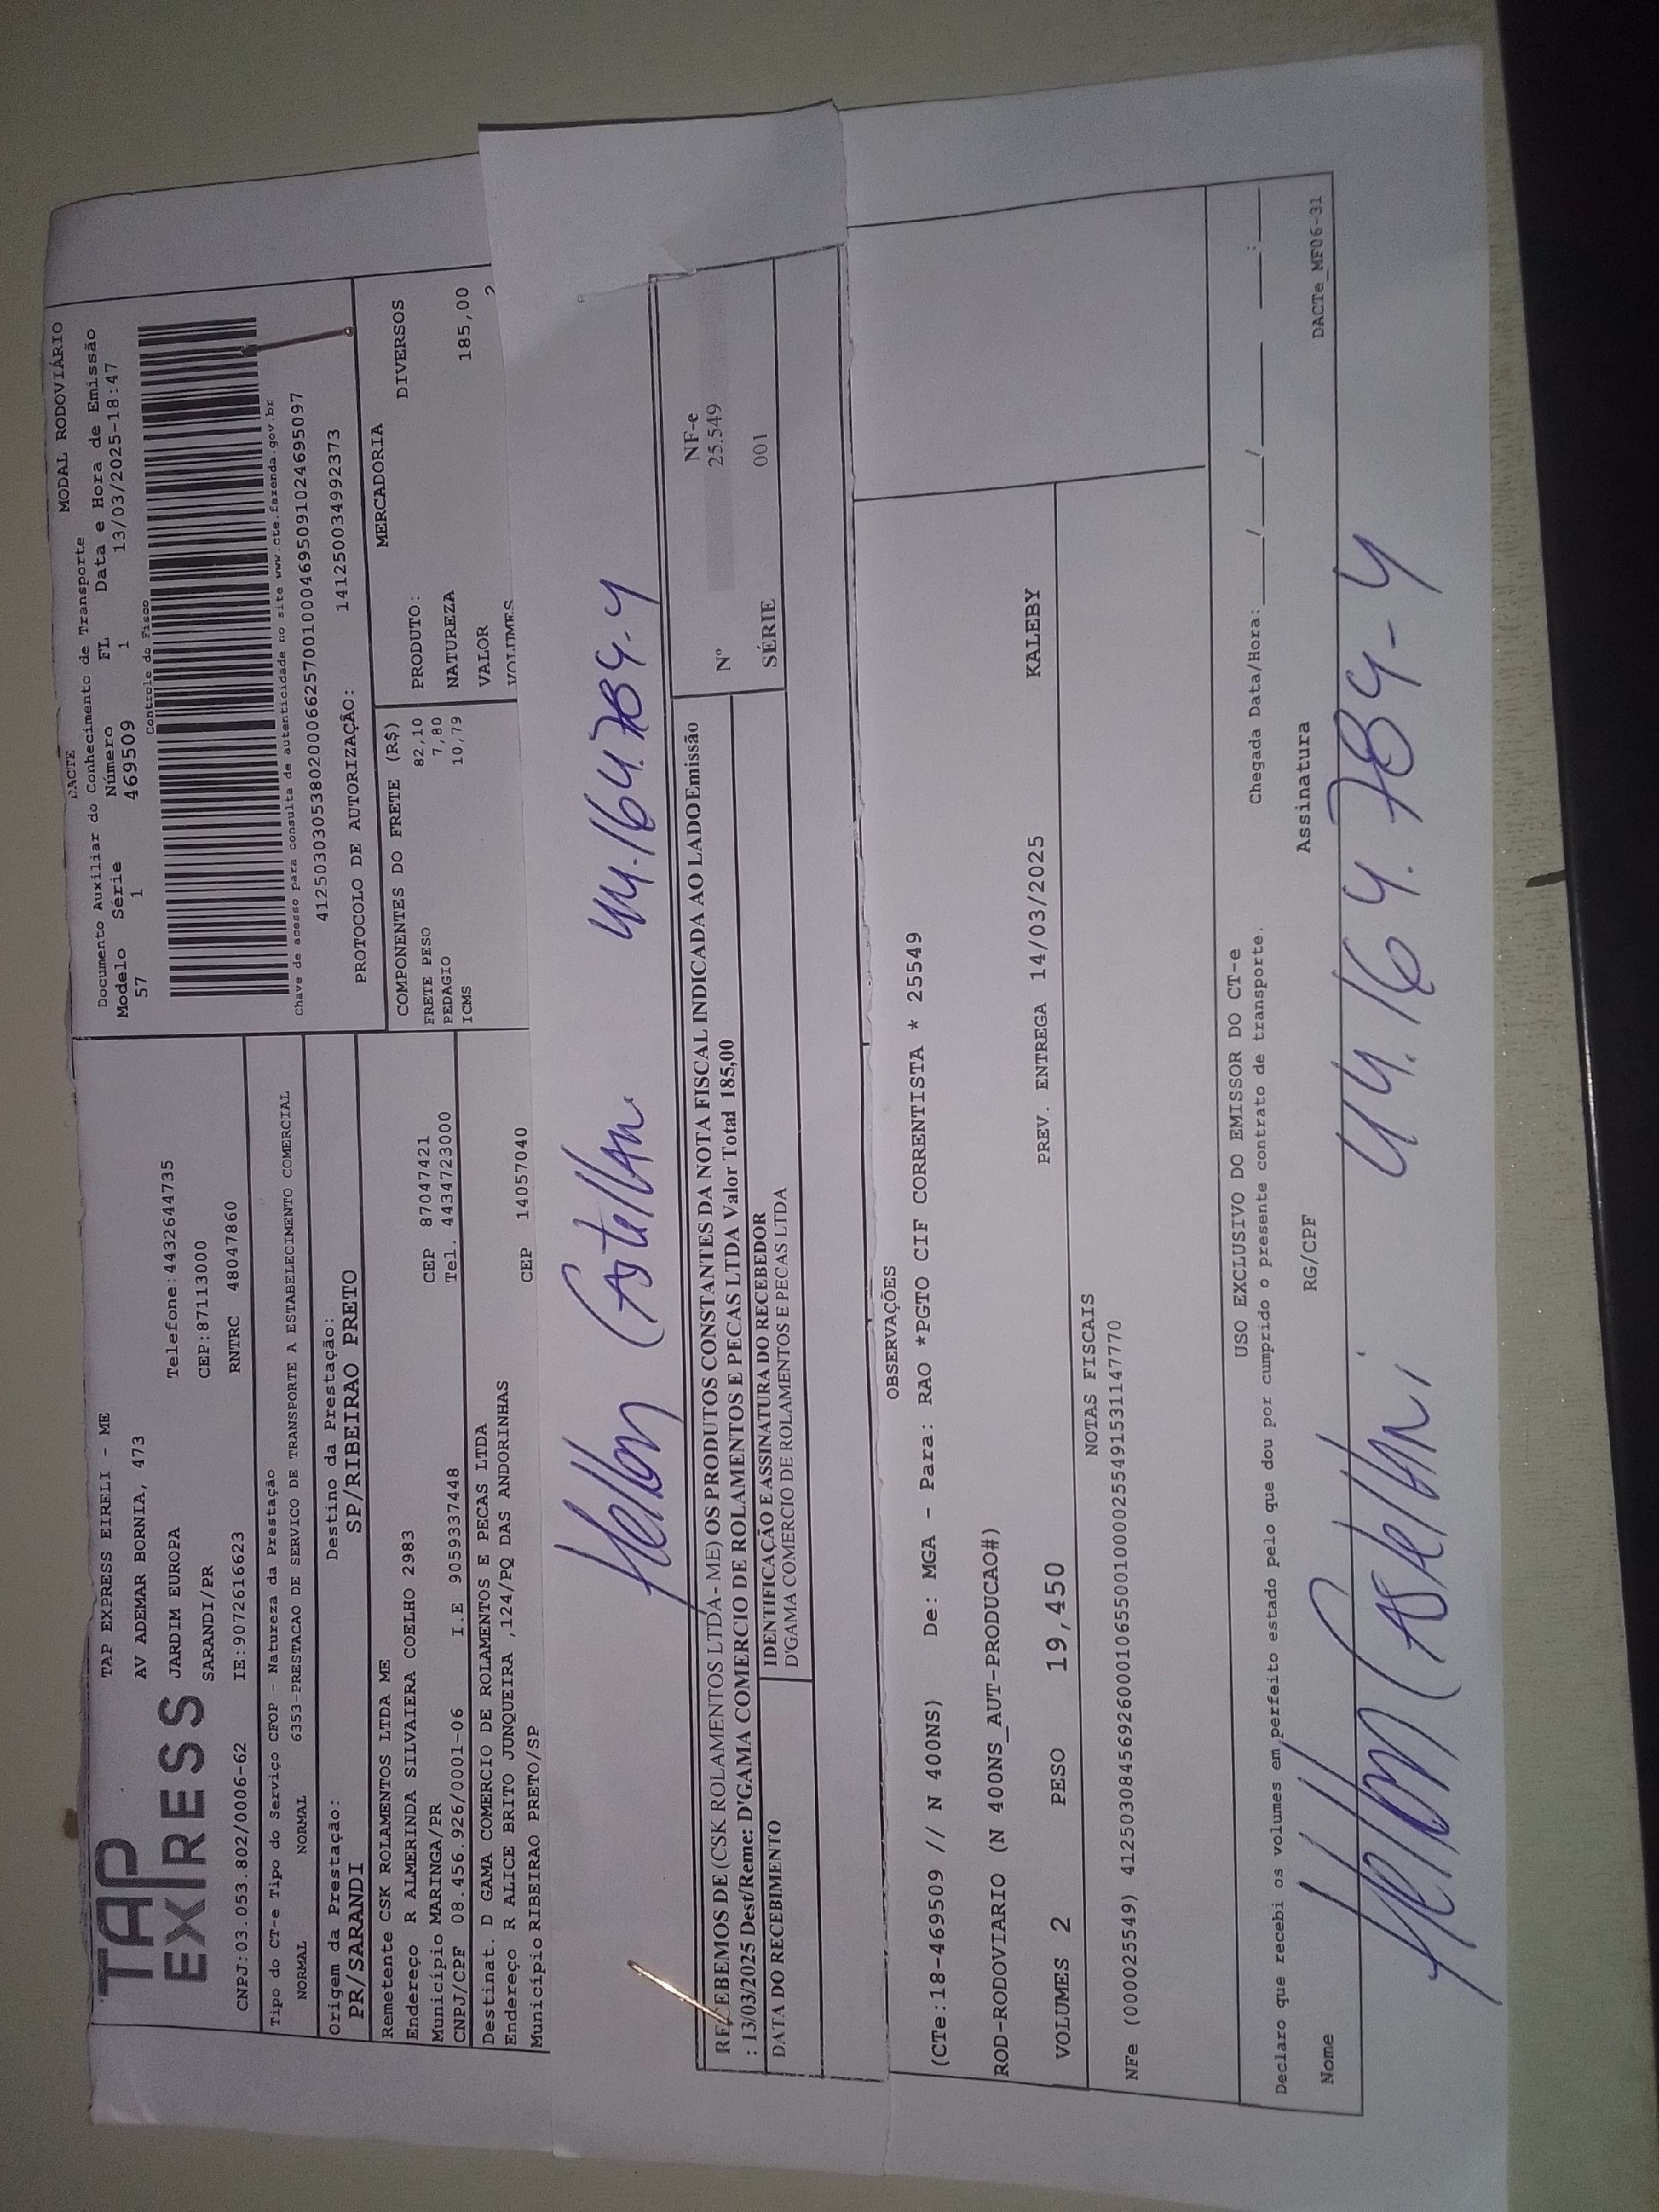 TAP EXPRESS
TAP EXPRESS EIRELI - ME
AV ADEMAR BORNIA, 473
JARDIM EUROPA Telefone:4432644735
SARANDI/PR CEP:87113000
CNPJ:03.053.802/0006-62 IE:9072616623 RNTRC 48047860
DACTE MODAL RODOVIÁRIO
Documento Auxiliar do Conhecimento de Transporte
Modelo Série Número FL Data e Hora de Emissão
57 1 469509 1 13/03/2025-18:47
Controle do Fisco
Chave de acesso para consulta de autenticidade no site www.cte.fazenda.gov.br
41250303053802000662570010004695091024695097
PROTOCOLO DE AUTORIZAÇÃO: 141250034992373
Tipo do CT-e Tipo do Serviço CFOP - Natureza da Prestação
NORMAL NORMAL 6353-PRESTACAO DE SERVICO DE TRANSPORTE A ESTABELECIMENTO COMERCIAL
Origem da Prestação: Destino da Prestação:
PR/SARANDI SP/RIBEIRAO PRETO
Remetente CSK ROLAMENTOS LTDA ME
Endereço R ALMERINDA SILVAIERA COELHO 2983
Município MARINGA/PR CEP 87047421
CNPJ/CPF 08.456.926/0001-06 I.E 9059337448 Tel. 4434723000
Destinat. D GAMA COMERCIO DE ROLAMENTOS E PECAS LTDA
Endereço R ALICE BRITO JUNQUEIRA ,124/PQ DAS ANDORINHAS
Município RIBEIRAO PRETO/SP CEP 14057040
COMPONENTES DO FRETE (R$)
FRETE PESO 82,10
PEDAGIO 7,80
ICMS 10,79
MERCADORIA
PRODUTO: DIVERSOS
NATUREZA
VALOR 185,00
VOLUMES 2
Hellom Castellani 44.164.784-4
RECEBEMOS DE (CSK ROLAMENTOS LTDA - ME) OS PRODUTOS CONSTANTES DA NOTA FISCAL INDICADA AO LADOEmissão
: 13/03/2025 Dest/Reme: D'GAMA COMERCIO DE ROLAMENTOS E PECAS LTDA Valor Total 185,00
DATA DO RECEBIMENTO IDENTIFICAÇÃO E ASSINATURA DO RECEBEDOR
D'GAMA COMERCIO DE ROLAMENTOS E PECAS LTDA
NF-e
Nº 25.549
SÉRIE 001
OBSERVAÇÕES
(CTe:18-469509 // N 400NS) De: MGA - Para: RAO *PGTO CIF CORRENTISTA * 25549
ROD-RODOVIARIO (N 400NS_AUT-PRODUCAO#)
VOLUMES 2 PESO 19,450 PREV. ENTREGA 14/03/2025 KALEBY
NOTAS FISCAIS
NFe (000025549) 41250308456926000106550010000255491531147770
USO EXCLUSIVO DO EMISSOR DO CT-e
Declaro que recebi os volumes em perfeito estado pelo que dou por cumprido o presente contrato de transporte. Chegada Data/Hora: ___/___/_____ ___:___
Nome RG/CPF Assinatura
DACTe_MF06-31
Hellom Castellani 44.164.784-4